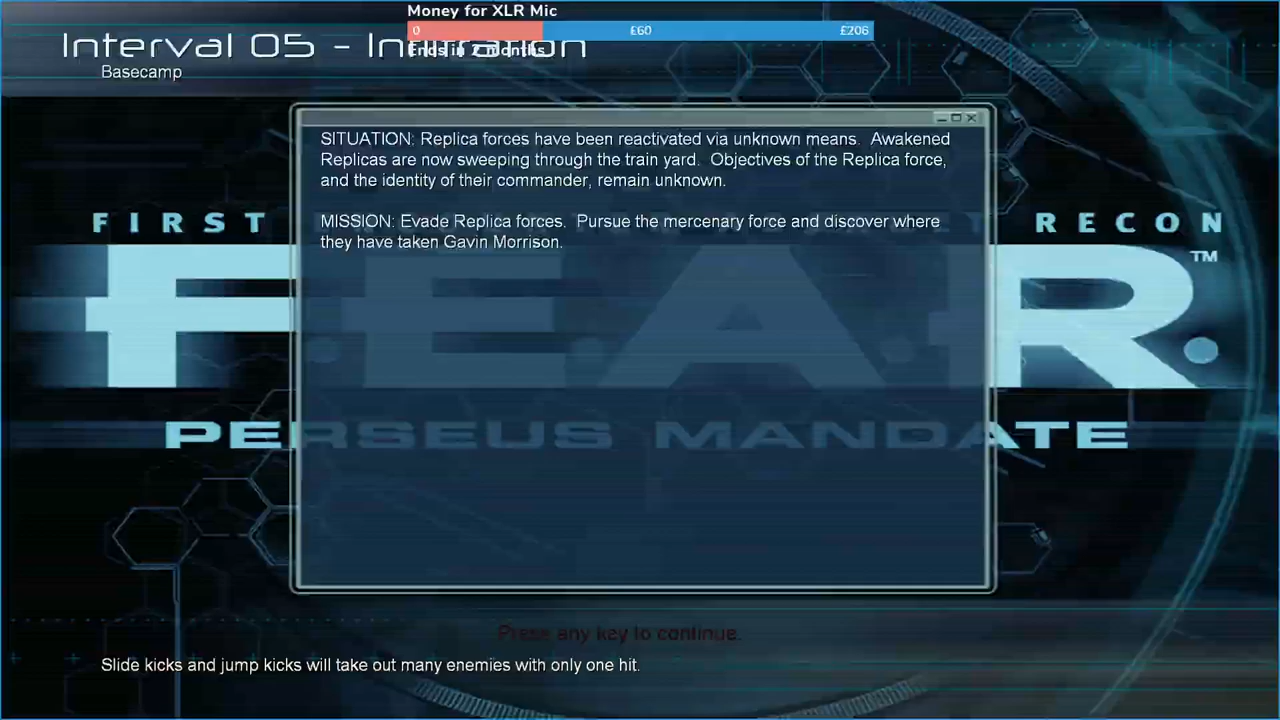 Money for XLR Mic
0 £60 £206
Ends in 2 months
Interval 05 -
Basecamp
SITUATION: Replica forces have been reactivated via unknown means. Awakened
Replicas are now sweeping through the train yard. Objectives of the Replica force,
and the identity of their commander, remain unknown.
MISSION: Evade Replica forces. Pursue the mercenary force and discover where
they have taken Gavin Morrison.
FIRST RECON
F.E.A.R.™
PERSEUS MANDATE
Press any key to continue.
Slide kicks and jump kicks will take out many enemies with only one hit.